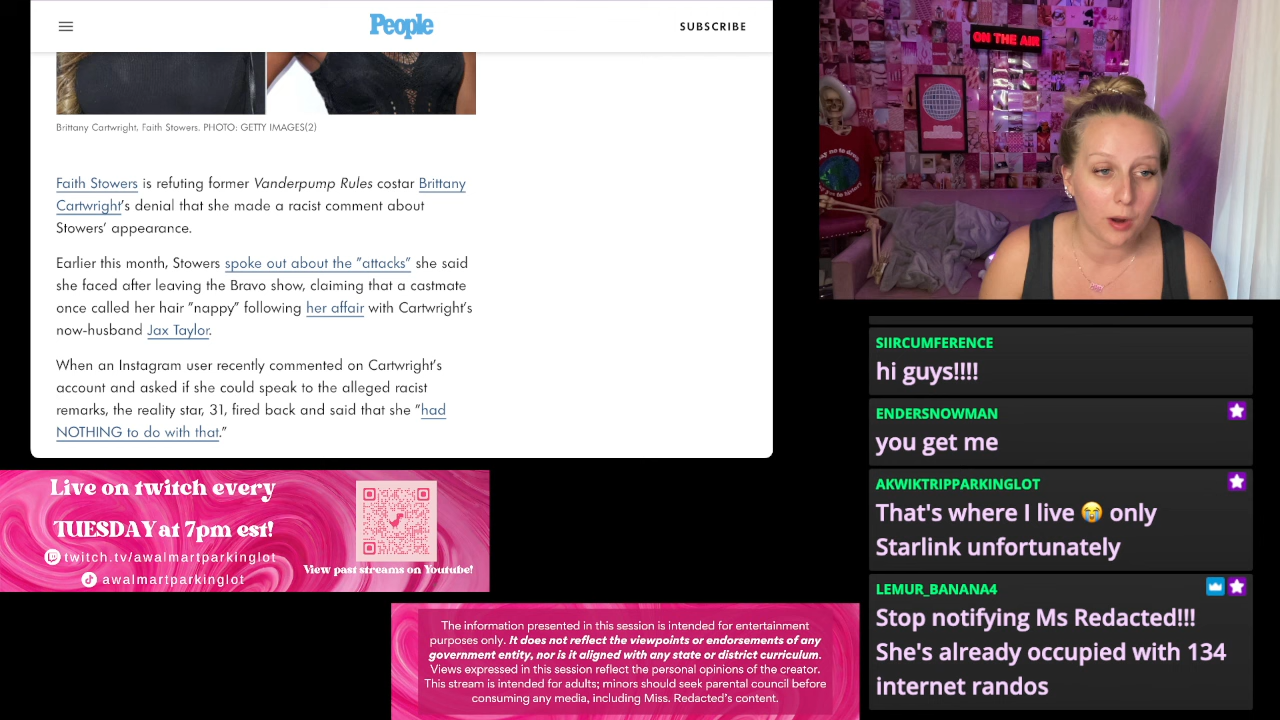 People
SUBSCRIBE
Brittany Cartwright, Faith Stowers. PHOTO: GETTY IMAGES(2)
Faith Stowers is refuting former Vanderpump Rules costar Brittany
Cartwright's denial that she made a racist comment about
Stowers' appearance.
Earlier this month, Stowers spoke out about the "attacks" she said
she faced after leaving the Bravo show, claiming that a castmate
once called her hair "nappy" following her affair with Cartwright's
now-husband Jax Taylor.
When an Instagram user recently commented on Cartwright's
account and asked if she could speak to the alleged racist
remarks, the reality star, 31, fired back and said that she "had
NOTHING to do with that."
ON THE AIR
SIIRCUMFERENCE
hi guys!!!!
ENDERSNOWMAN
you get me
AKWIKTRIPPARKINGLOT
That's where I live 😭 only
Starlink unfortunately
LEMUR_BANANA4
Stop notifying Ms Redacted!!!
She's already occupied with 134
internet randos
Live on twitch every
TUESDAY at 7pm est!
twitch.tv/awalmartparkinglot
awalmartparkinglot
View past streams on Youtube!
The information presented in this session is intended for entertainment
purposes only. It does not reflect the viewpoints or endorsements of any
government entity, nor is it aligned with any state or district curriculum.
Views expressed in this session reflect the personal opinions of the creator.
This stream is intended for adults; minors should seek parental council before
consuming any media, including Miss. Redacted's content.